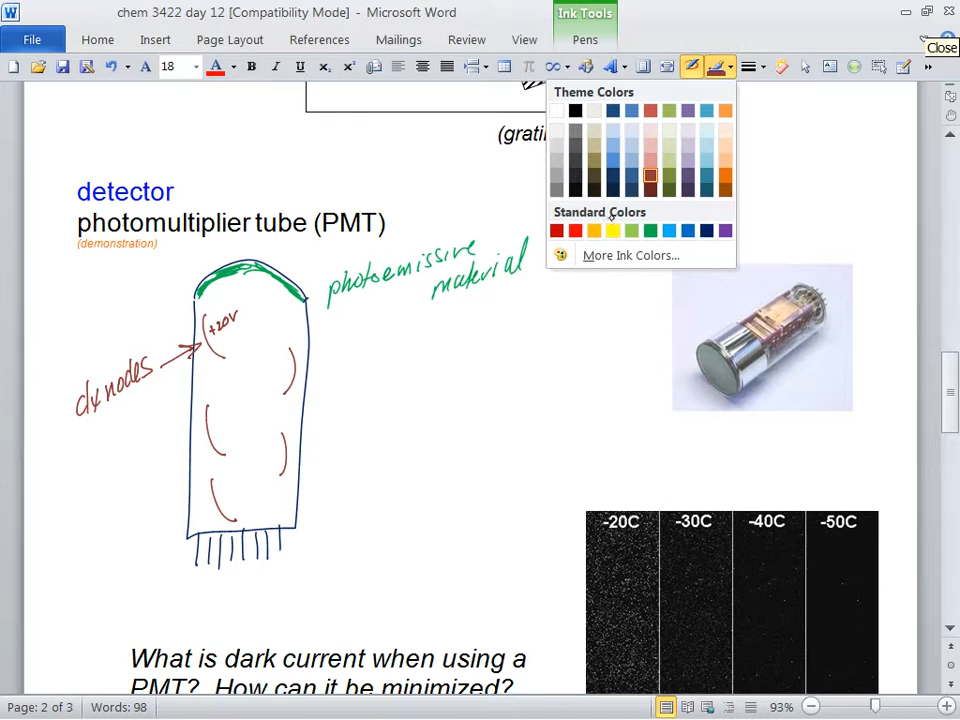 chem 3422 day 12 [Compatibility Mode] - Microsoft Word
Ink Tools
File
Home
Insert
Page Layout
References
Mailings
Review
View
Pens
Close
18
Theme Colors
Standard Colors
More Ink Colors...
(gratin
detector
photomultiplier tube (PMT)
(demonstration)
photoemissive
material
+20V
dynodes
-20C
-30C
-40C
-50C
What is dark current when using a
PMT? How can it be minimized?
Page: 2 of 3
Words: 98
93%